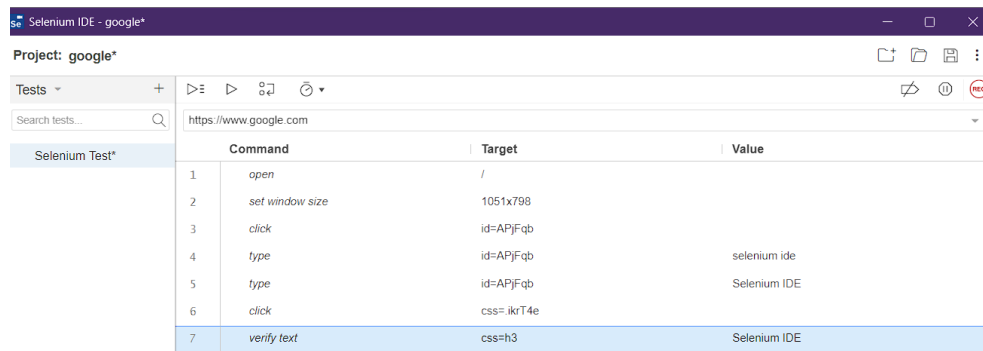 Se Selenium IDE - google*
Project: google*
Tests +
Search tests...
https://www.google.com
REC
Selenium Test*
Command Target Value
1 open /
2 set window size 1051x798
3 click id=APjFqb
4 type id=APjFqb selenium ide
5 type id=APjFqb Selenium IDE
6 click css=.ikrT4e
7 verify text css=h3 Selenium IDE